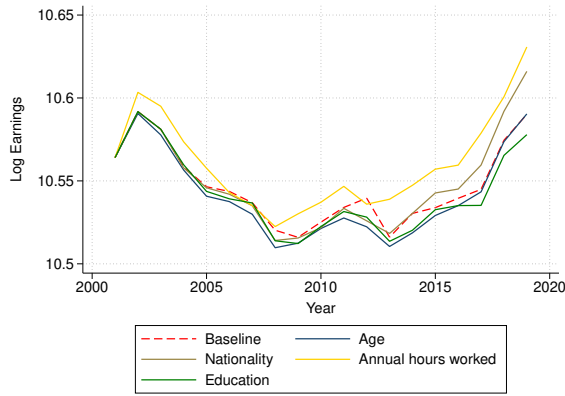 10.65
10.6
10.55
10.5
Log Earnings
2000 2005 2010 2015 2020
Year
Baseline Age
Nationality Annual hours worked
Education